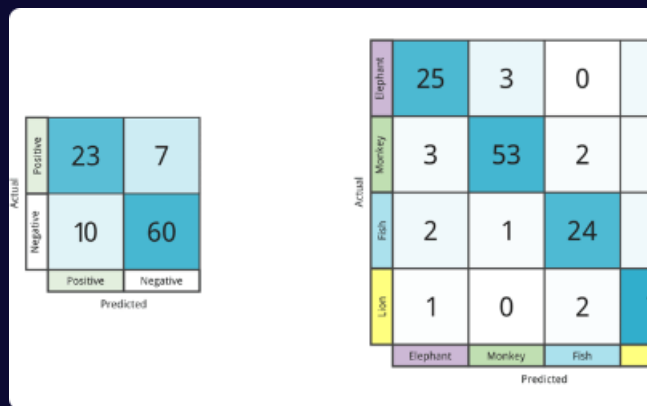 Actual
Positive
23 7
Negative
10 60
Positive Negative
Predicted
Actual
Elephant
25 3 0
Monkey
3 53 2
Fish
2 1 24
Lion
1 0 2
Elephant Monkey Fish
Predicted